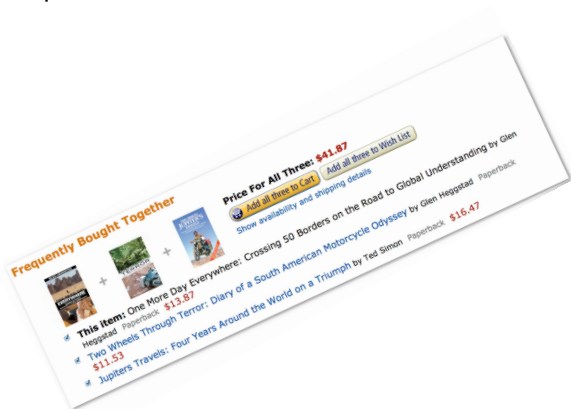 Frequently Bought Together
Price For All Three: $41.87
Add all three to Cart
Add all three to Wish List
Show availability and shipping details
This item: One More Day Everywhere: Crossing 50 Borders on the Road to Global Understanding by Glen
Heggstad Paperback $13.87
Two Wheels Through Terror: Diary of a South American Motorcycle Odyssey by Glen Heggstad Paperback
$11.53
Jupiters Travels: Four Years Around the World on a Triumph by Ted Simon Paperback $16.47